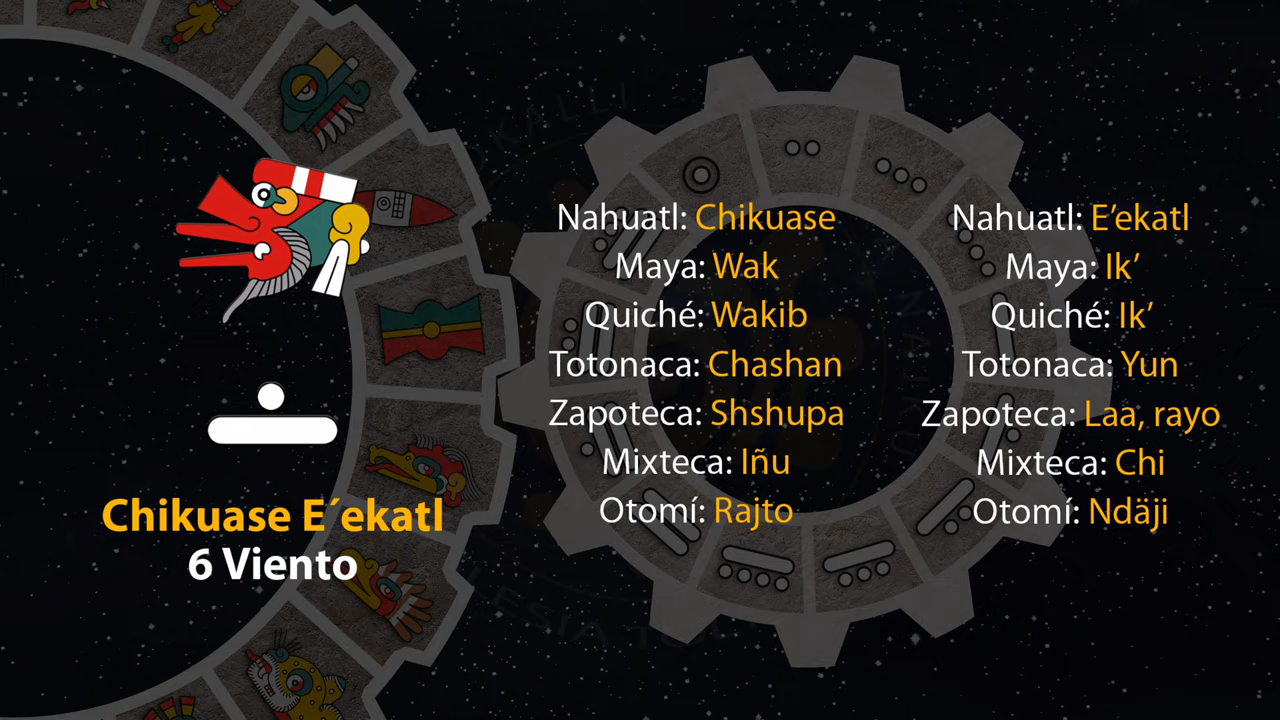 Chikuase E´ekatl
6 Viento
Nahuatl: Chikuase
Maya: Wak
Quiché: Wakib
Totonaca: Chashan
Zapoteca: Shshupa
Mixteca: Iñu
Otomí: Rajto
Nahuatl: E’ekatl
Maya: Ik’
Quiché: Ik’
Totonaca: Yun
Zapoteca: Laa, rayo
Mixteca: Chi
Otomí: Ndäji